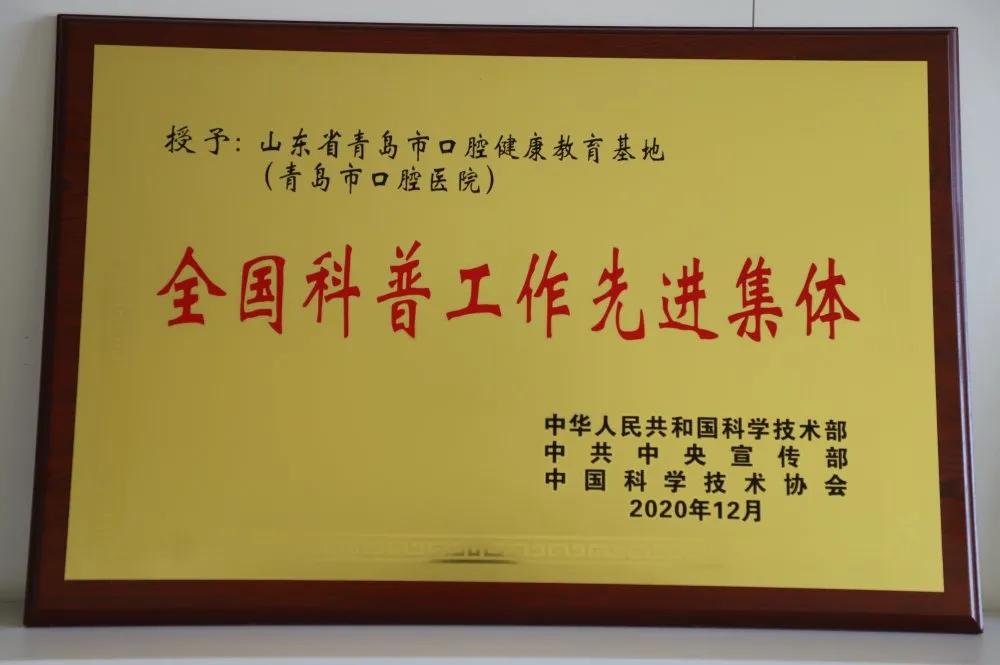 授予：山东省青岛市口腔健康教育基地
（青岛市口腔医院）
全国科普工作先进集体
中华人民共和国科学技术部
中共中央宣传部
中国科学技术协会
2020年12月